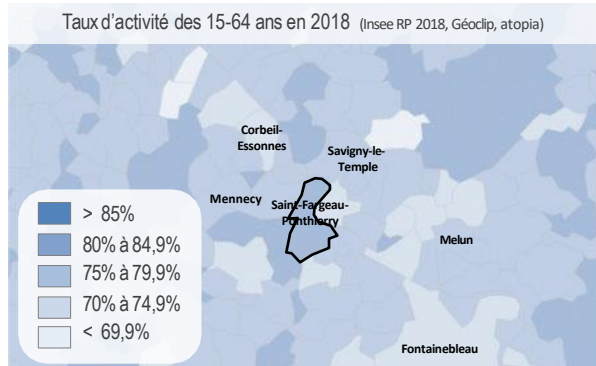 Taux d'activité des 15-64 ans en 2018 (Insee RP 2018, Géoclip, atopia)
Corbeil-
Essonnes
Savigny-le-
Temple
Mennecy
Saint-Fargeau-
Ponthierry
Melun
Fontainebleau
> 85%
80% à 84,9%
75% à 79,9%
70% à 74,9%
< 69,9%